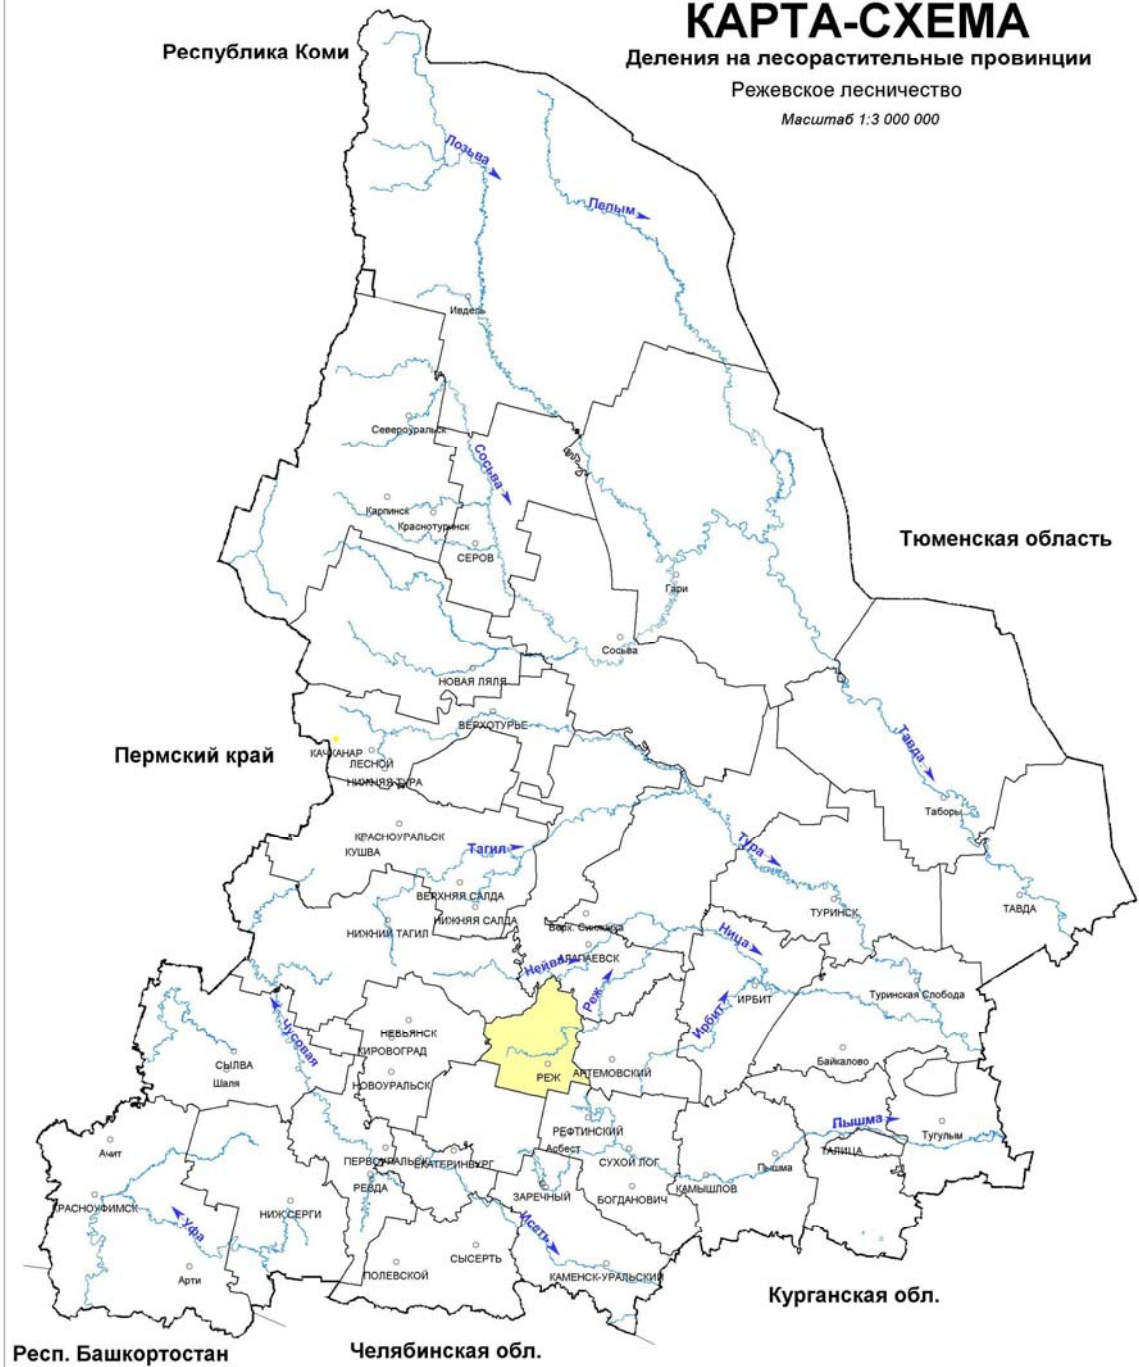 КАРТА-СХЕМА
Деления на лесорастительные провинции
Режевское лесничество
Масштаб 1:3 000 000
Республика Коми
Лозьва
Пелым
Ивдель
Североуральск
Сосьва
Карпинск
Краснотуринск
СЕРОВ
Тюменская область
Гари
Сосьва
НОВАЯ ЛЯЛЯ
ВЕРХОТУРЬЕ
Пермский край
КАЧКАНАР
ЛЕСНОЙ
НИЖНЯЯ ТУРА
Тавда
Таборы
КРАСНОУРАЛЬСК
КУШВА
Тагил
Тура
ВЕРХНЯЯ САЛДА
НИЖНЯЯ САЛДА
ТУРИНСК
ТАВДА
НИЖНИЙ ТАГИЛ
Верх. Синячиха
Ница
АЛАПАЕВСК
Нейва
Реж
ИРБИТ
Ирбит
Туринская Слобода
Чусовая
НЕВЬЯНСК
КИРОВОГРАД
Байкалово
СЫЛВА
Шаля
НОВОУРАЛЬСК
РЕЖ
АРТЕМОВСКИЙ
Пышма
Тугулым
РЕФТИНСКИЙ
Асбест
ТАЛИЦА
Ачит
ПЕРВОУРАЛЬСК
ЕКАТЕРИНБУРГ
СУХОЙ ЛОГ
Пышма
РЕВДА
ЗАРЕЧНЫЙ
БОГДАНОВИЧ
КАМЫШЛОВ
КРАСНОУФИМСК
НИЖ.СЕРГИ
Уфа
Исеть
СЫСЕРТЬ
Арти
ПОЛЕВСКОЙ
КАМЕНСК-УРАЛЬСКИЙ
Курганская обл.
Респ. Башкортостан
Челябинская обл.